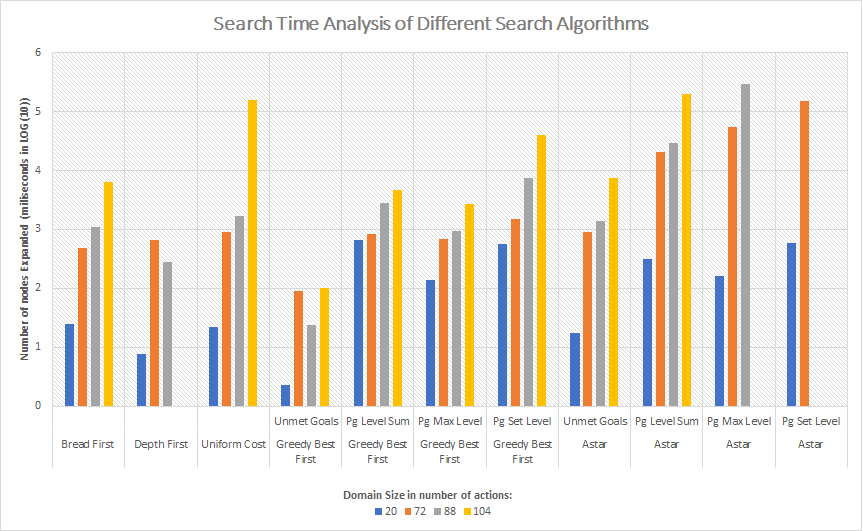 Search Time Analysis of Different Search Algorithms
Number of nodes Expanded (miliseconds in LOG (10))
6
5
4
3
2
1
0
Unmet Goals Pg Level Sum Pg Max Level Pg Set Level Unmet Goals Pg Level Sum Pg Max Level Pg Set Level
Bread First Depth First Uniform Cost Greedy Best Greedy Best Greedy Best Greedy Best Astar Astar Astar Astar
First First First First
Domain Size in number of actions:
20 72 88 104